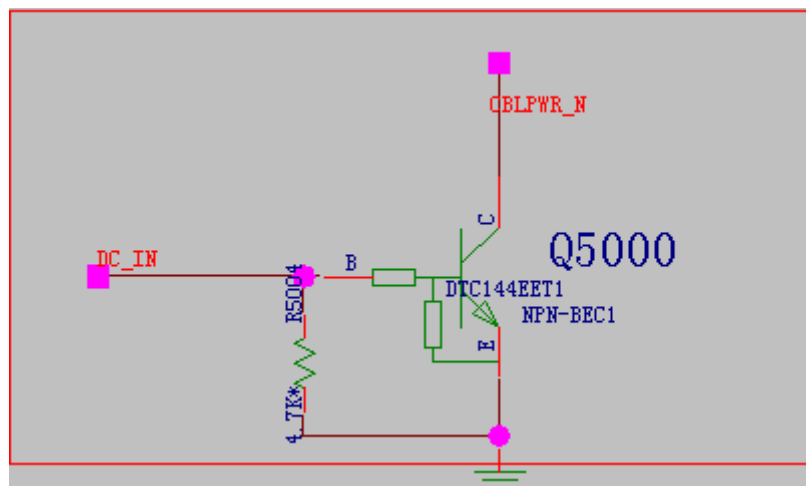 CBLPWR_N
C
Q5000
DC_IN
B
R5004
DTC144EET1
NPN-BEC1
E
4.7K*